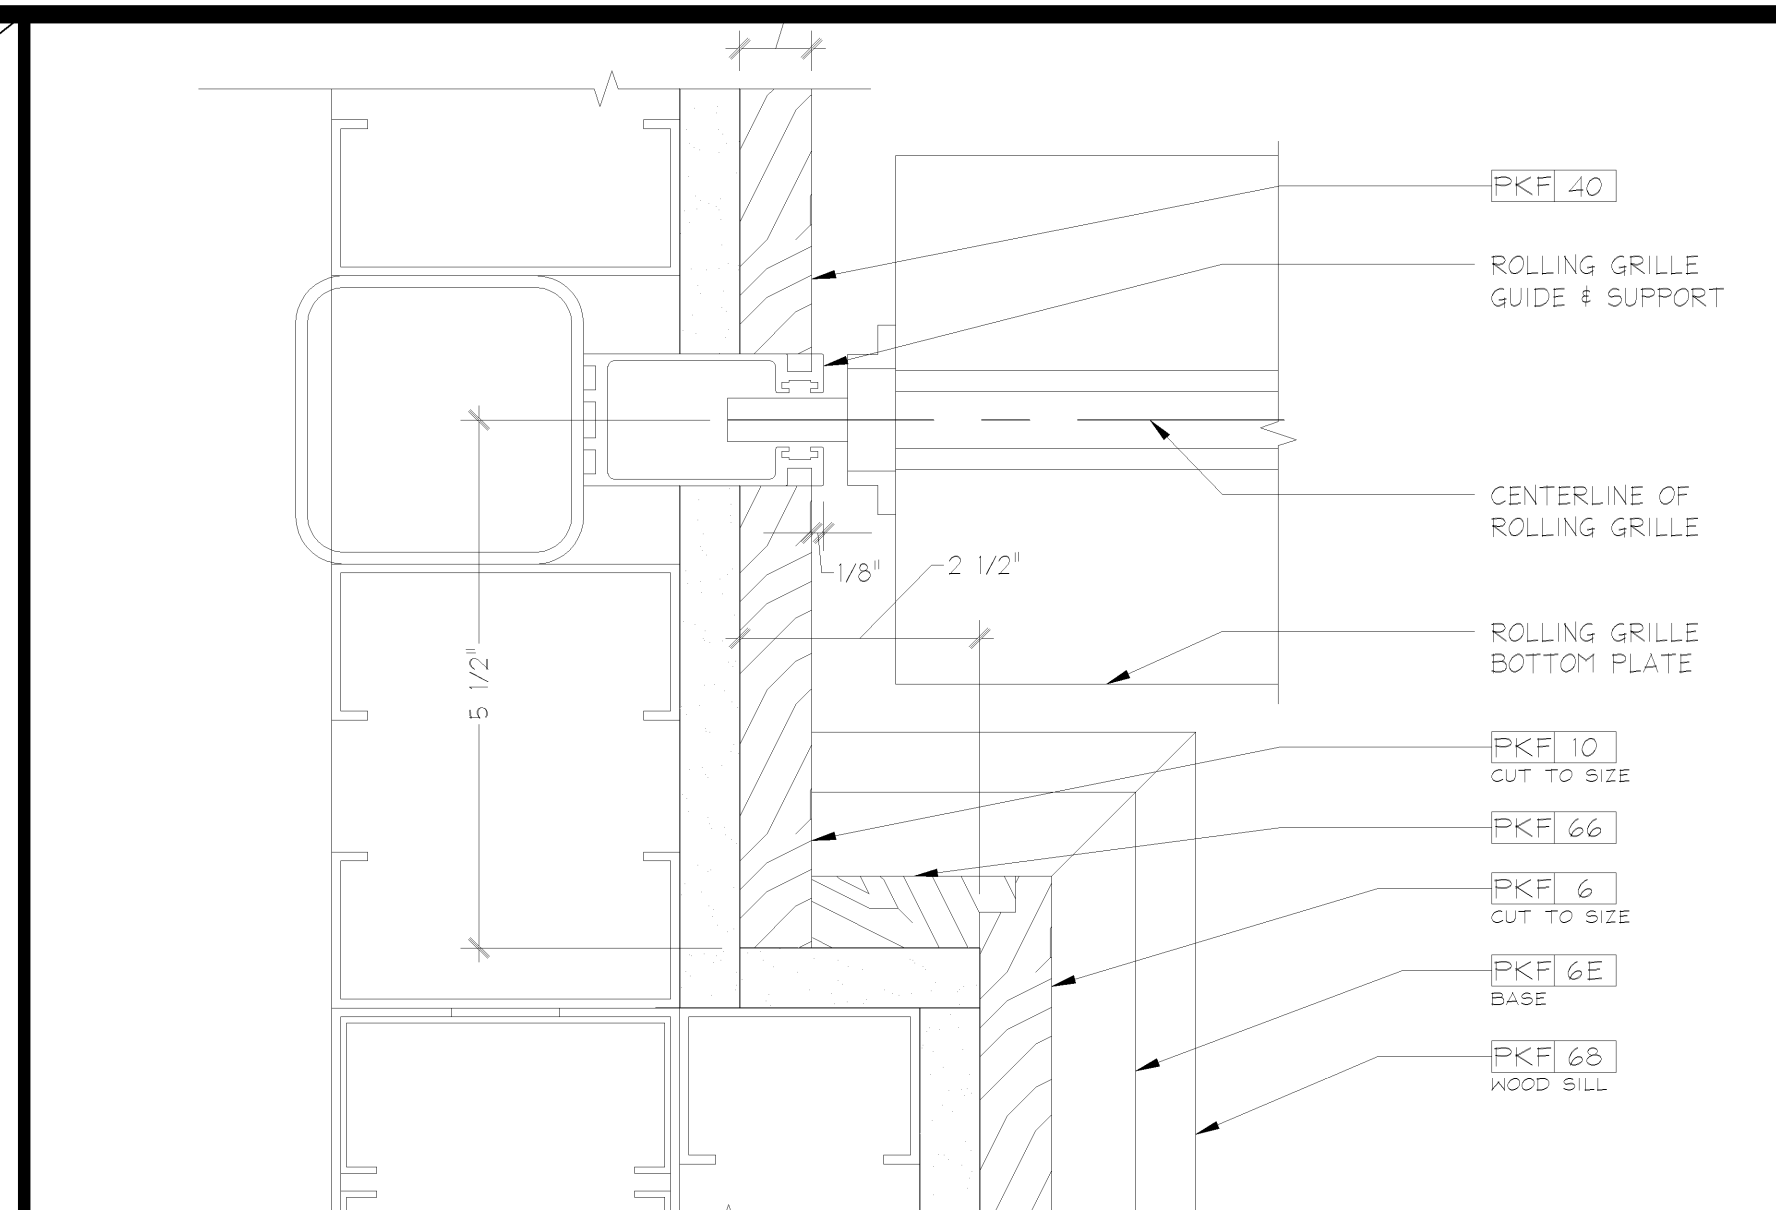 PKF 40
ROLLING GRILLE
GUIDE & SUPPORT
CENTERLINE OF
ROLLING GRILLE
1/8"
2 1/2"
ROLLING GRILLE
BOTTOM PLATE
5 1/2"
PKF 10
CUT TO SIZE
PKF 66
PKF 6
CUT TO SIZE
PKF 6E
BASE
PKF 68
WOOD SILL